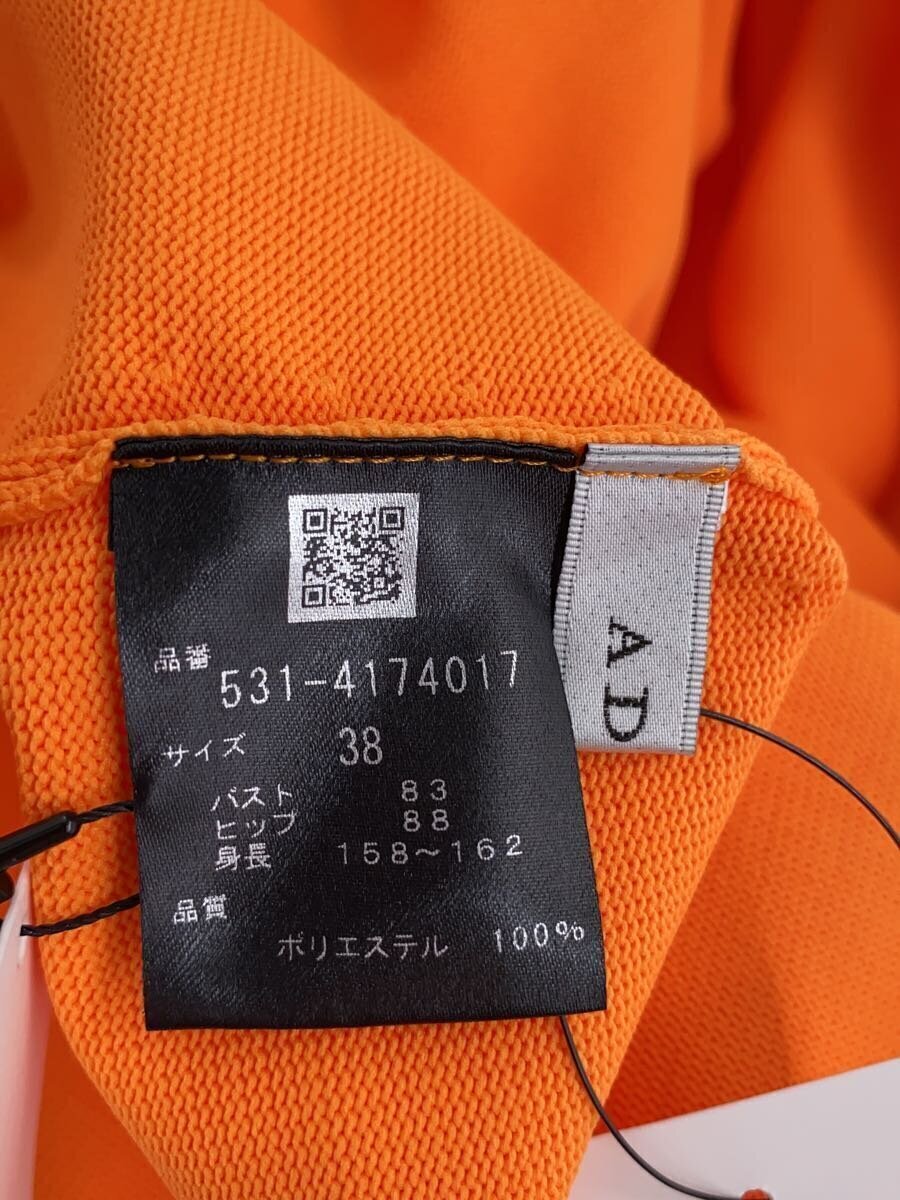 品番
531-4174017
サイズ 38
バスト 83
ヒップ 88
身長 158~162
品質
ポリエステル 100%
AD